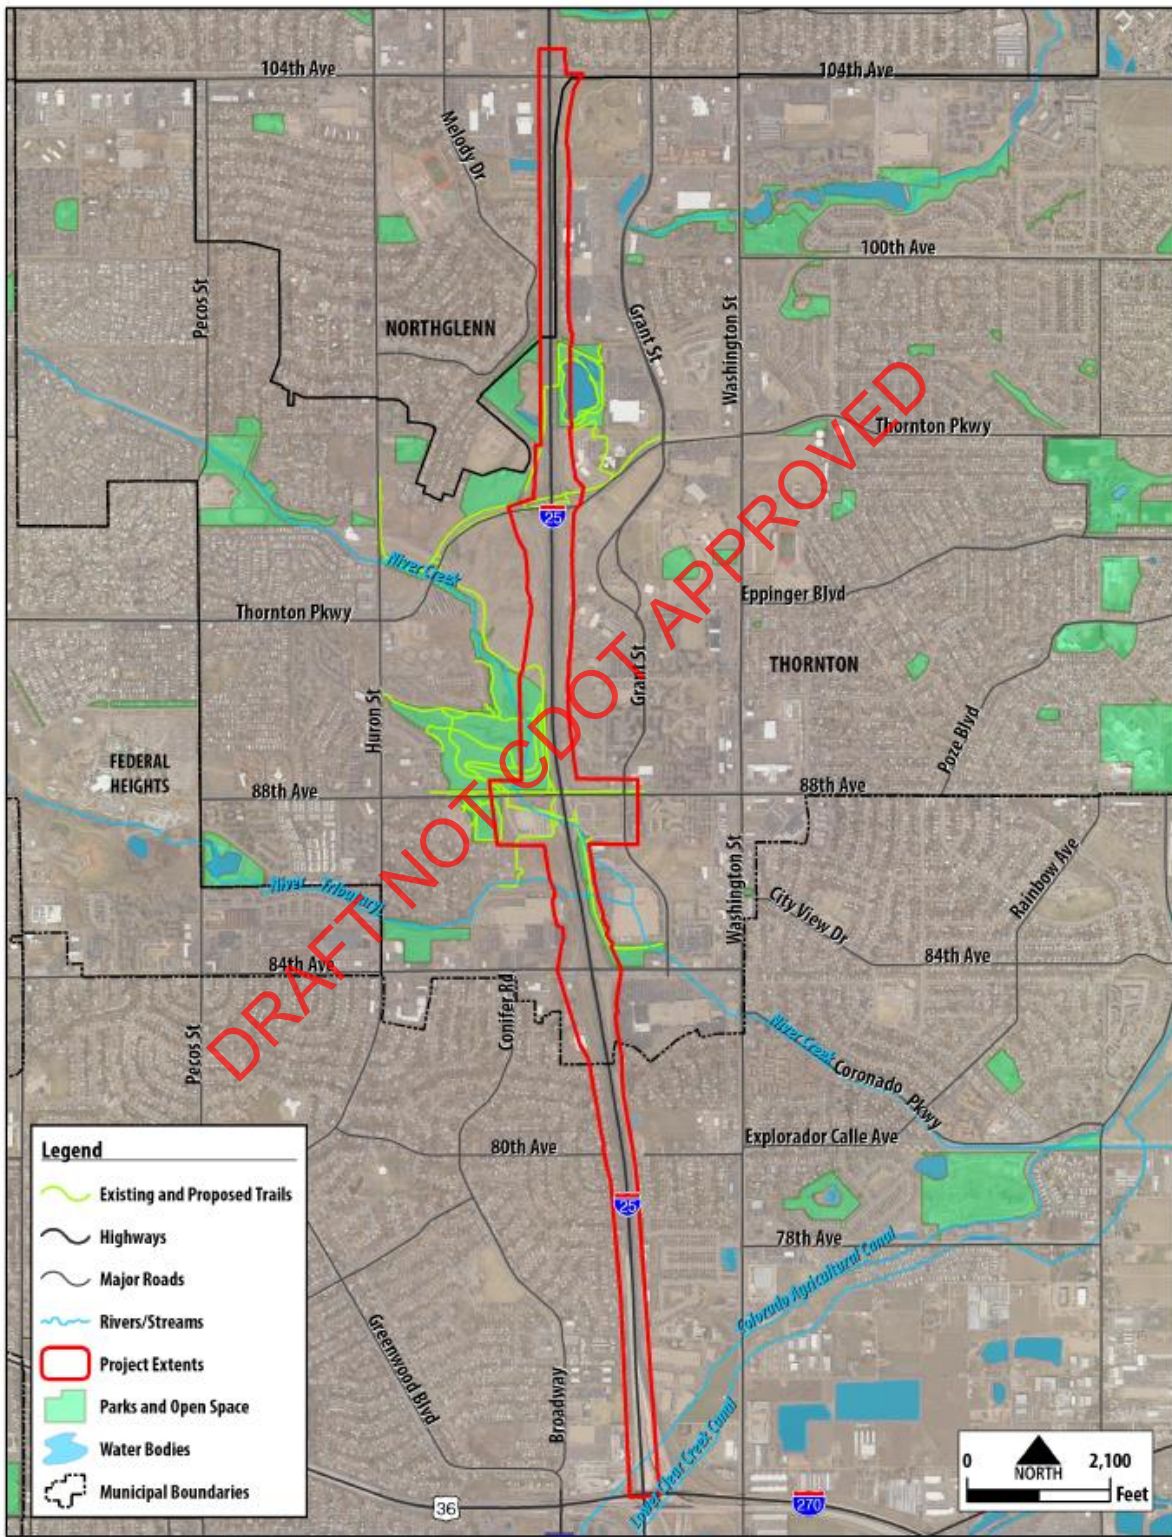 104th Ave
104th Ave
Melody Dr
100th Ave
Pecos St
NORTHGLENN
Grant St
Washington St
Thornton Pkwy
25
Niver Creek
Eppinger Blvd
Thornton Pkwy
THORNTON
Grant St
Huron St
Poze Blvd
FEDERAL
HEIGHTS
88th Ave
88th Ave
Rainbow Ave
Washington St
Niver Tributary
City View Dr
84th Ave
84th Ave
Conifer Rd
Pecos St
Niver Creek
Coronado Pkwy
80th Ave
Explorador Calle Ave
25
78th Ave
Colorado Agricultural Canal
Greenwood Blvd
Broadway
Lower Clear Creek Canal
36
270
DRAFT NOT CDOT APPROVED
Legend
Existing and Proposed Trails
Highways
Major Roads
Rivers/Streams
Project Extents
Parks and Open Space
Water Bodies
Municipal Boundaries
0 2,100
NORTH
Feet